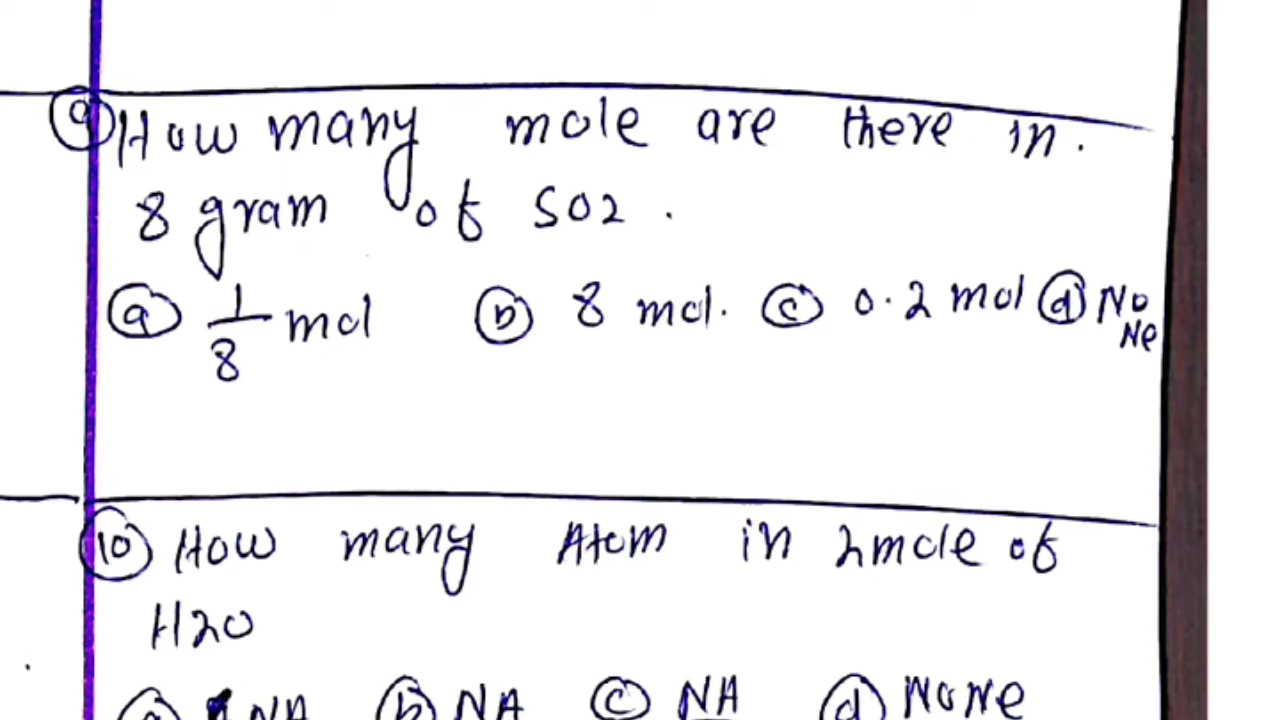 9 How many mole are there in.
8 gram of SO2.
a 1/8 mol b 8 mol. c 0.2 mol d NoNe
10 How many Atom in 2mole of
H2O
a NA b NA c NA d NoNe